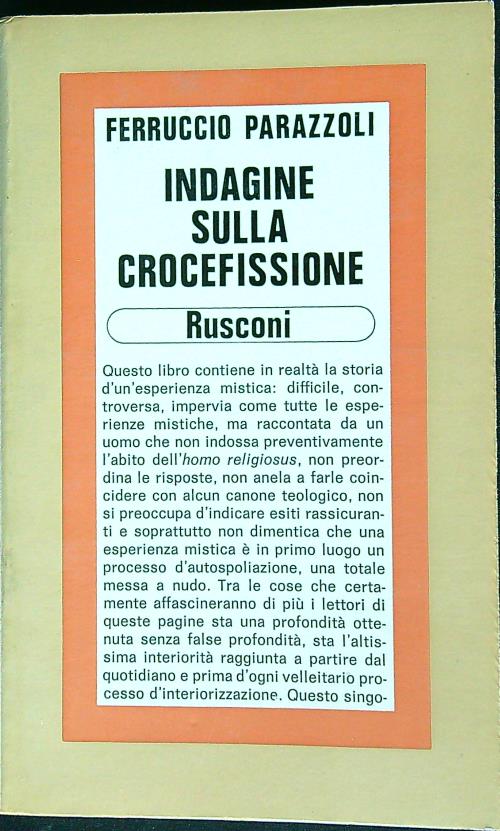 FERRUCCIO PARAZZOLI
INDAGINE
SULLA
CROCEFISSIONE
Rusconi
Questo libro contiene in realtà la storia
d'un'esperienza mistica: difficile, con-
troversa, impervia come tutte le espe-
rienze mistiche, ma raccontata da un
uomo che non indossa preventivamente
l'abito dell'homo religiosus, non preor-
dina le risposte, non anela a farle coin-
cidere con alcun canone teologico, non
si preoccupa d'indicare esiti rassicuran-
ti e soprattutto non dimentica che una
esperienza mistica è in primo luogo un
processo d'autospoliazione, una totale
messa a nudo. Tra le cose che certa-
mente affascineranno di più i lettori di
queste pagine sta una profondità otte-
nuta senza false profondità, sta l'altis-
sima interiorità raggiunta a partire dal
quotidiano e prima d'ogni velleitario pro-
cesso d'interiorizzazione. Questo singo-